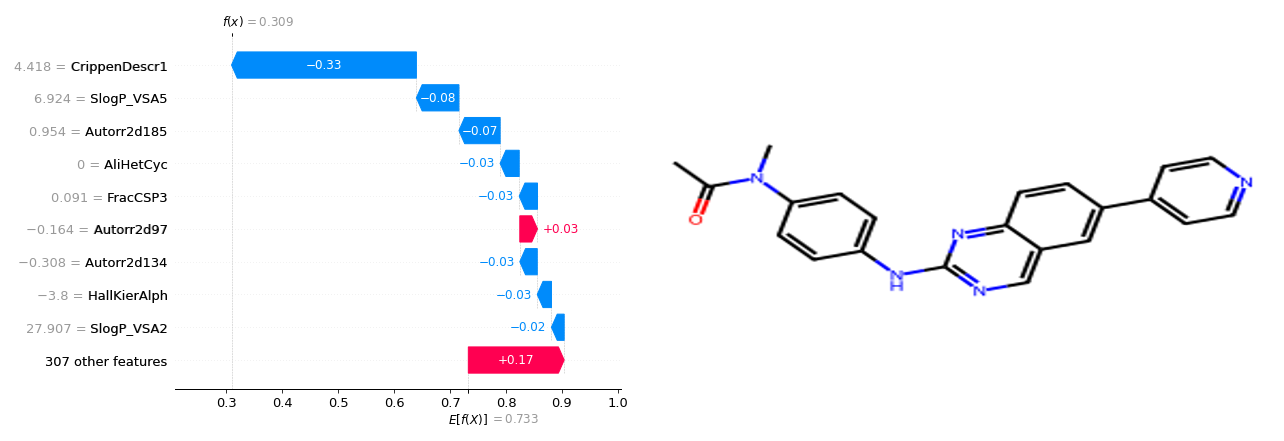 f(x) = 0.309
4.418 = CrippenDescr1
−0.33
6.924 = SlogP_VSA5
−0.08
0.954 = Autorr2d185
−0.07
0 = AliHetCyc
−0.03
0.091 = FracCSP3
−0.03
−0.164 = Autorr2d97
+0.03
−0.308 = Autorr2d134
−0.03
−3.8 = HallKierAlph
−0.03
27.907 = SlogP_VSA2
−0.02
307 other features
+0.17
0.3 0.4 0.5 0.6 0.7 0.8 0.9 1.0
E[f(X)] = 0.733
N
O
N
H
N
N
N